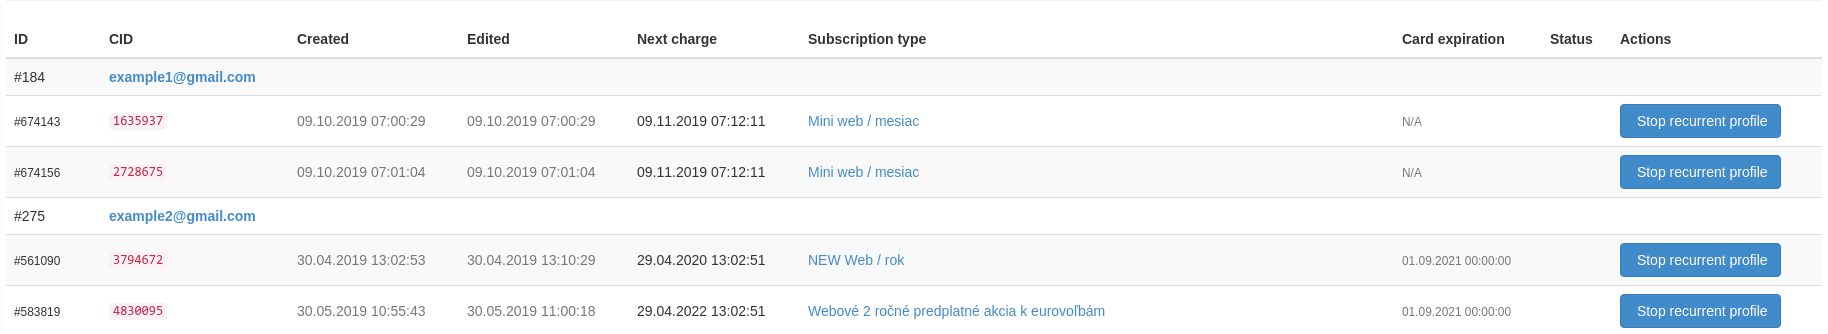 ID CID Created Edited Next charge Subscription type Card expiration Status Actions
#184 example1@gmail.com
#674143 1635937 09.10.2019 07:00:29 09.10.2019 07:00:29 09.11.2019 07:12:11 Mini web / mesiac N/A Stop recurrent profile
#674156 2728675 09.10.2019 07:01:04 09.10.2019 07:01:04 09.11.2019 07:12:11 Mini web / mesiac N/A Stop recurrent profile
#275 example2@gmail.com
#561090 3794672 30.04.2019 13:02:53 30.04.2019 13:10:29 29.04.2020 13:02:51 NEW Web / rok 01.09.2021 00:00:00 Stop recurrent profile
#583819 4830095 30.05.2019 10:55:43 30.05.2019 11:00:18 29.04.2022 13:02:51 Webové 2 ročné predplatné akcia k eurovoľbám 01.09.2021 00:00:00 Stop recurrent profile